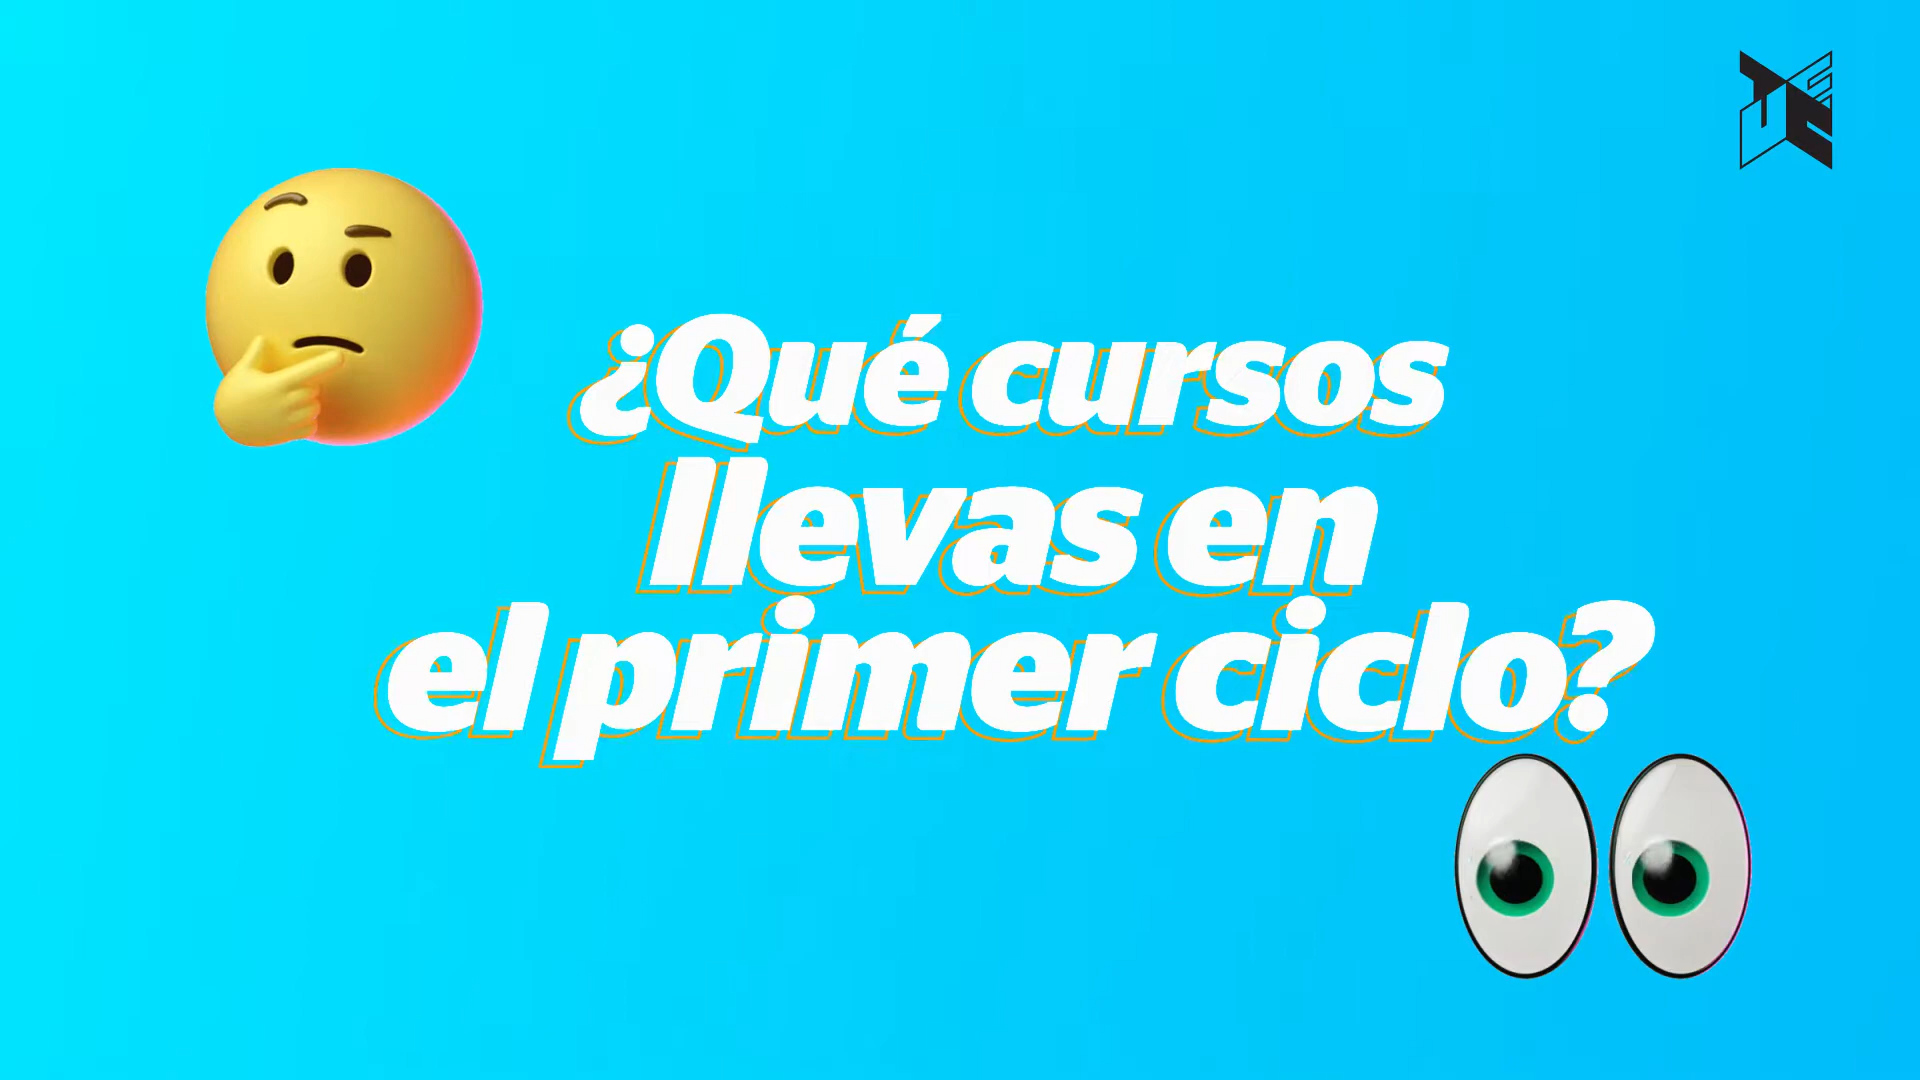 ¿Qué cursos
llevas en
el primer ciclo?